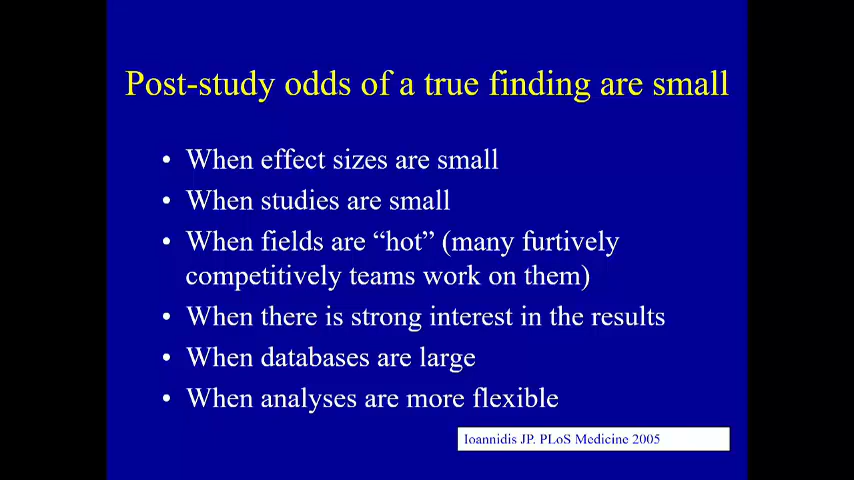 Post-study odds of a true finding are small
• When effect sizes are small
• When studies are small
• When fields are “hot” (many furtively
competitively teams work on them)
• When there is strong interest in the results
• When databases are large
• When analyses are more flexible
Ioannidis JP. PLoS Medicine 2005